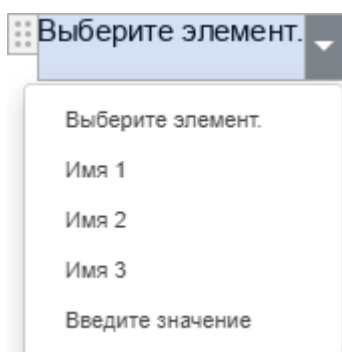 Выберите элемент.
Выберите элемент.
Имя 1
Имя 2
Имя 3
Введите значение